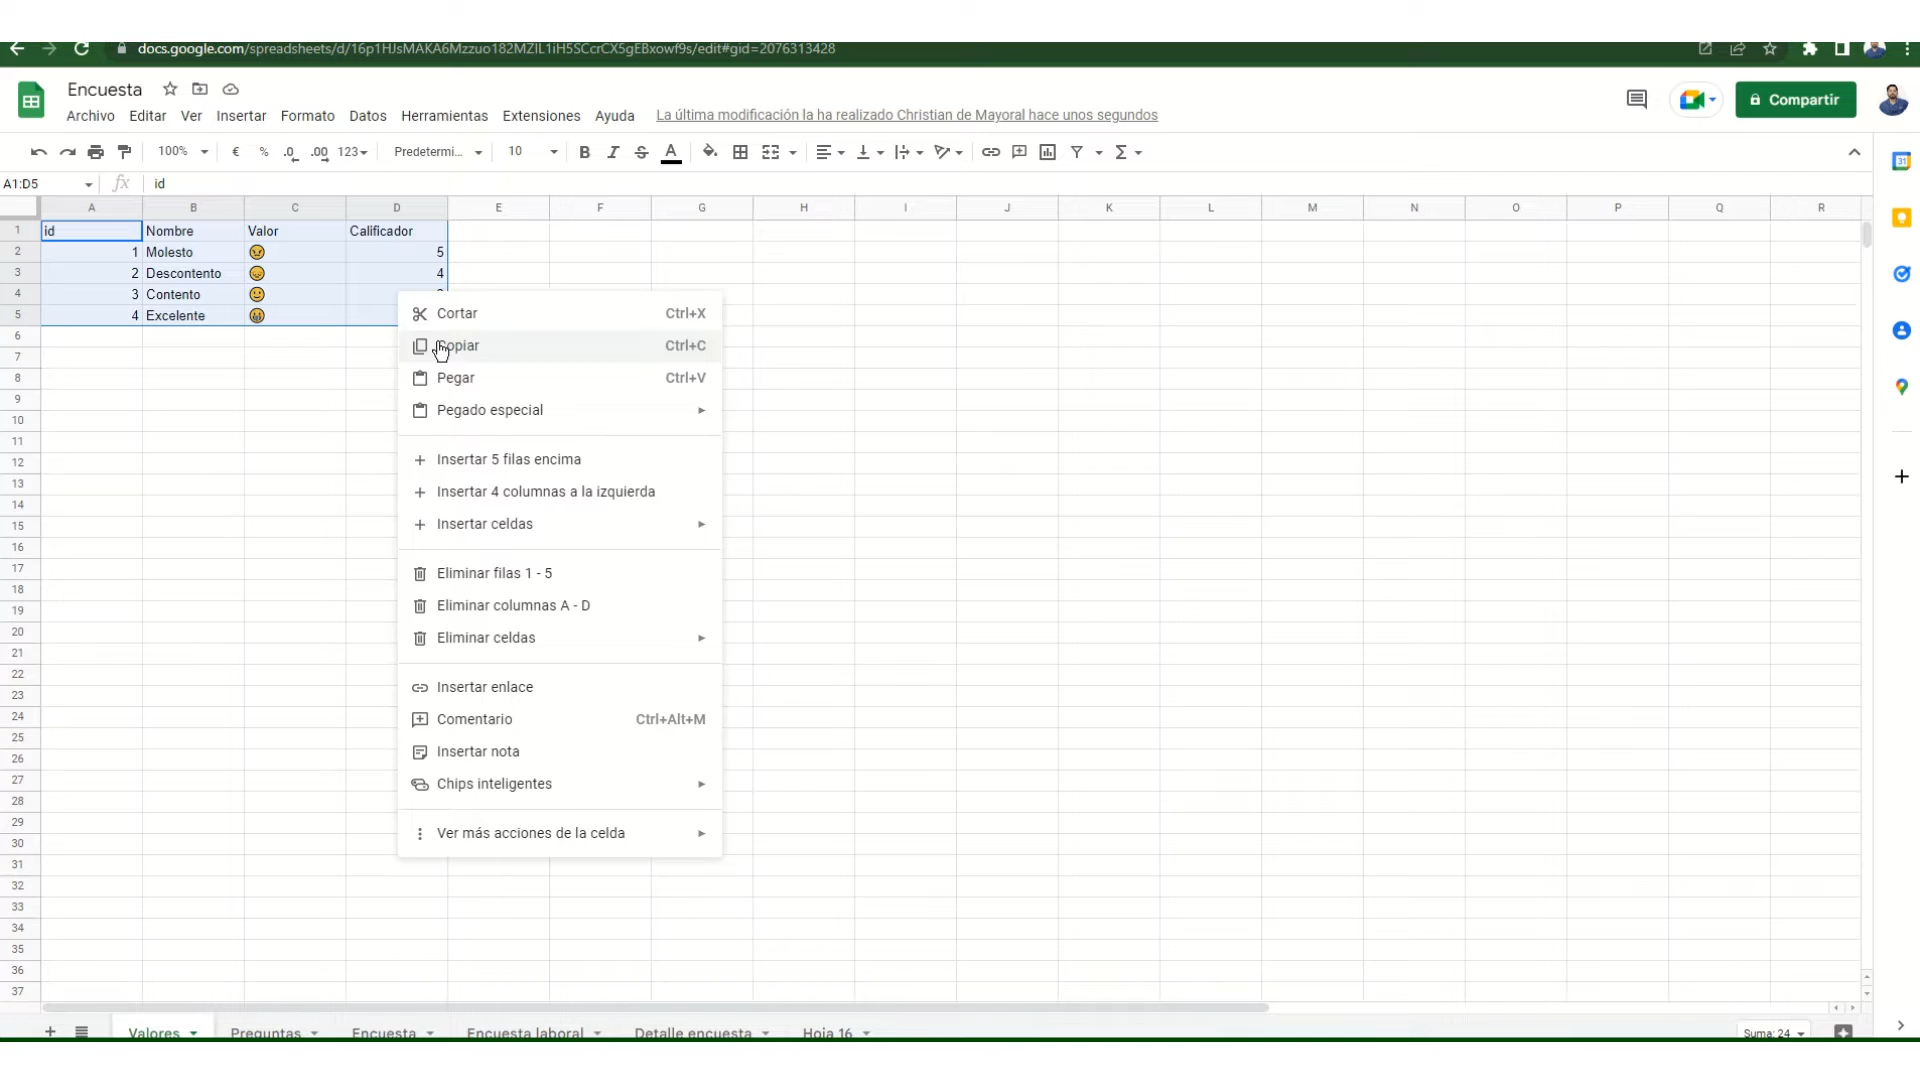 docs.google.com/spreadsheets/d/16p1HJsMAKA6Mzzuo182MZIL1iH5SCcrCX5gEBxowf9s/edit#gid=2076313428
Encuesta
Archivo Editar Ver Insertar Formato Datos Herramientas Extensiones Ayuda La última modificación la ha realizado Christian de Mayoral hace unos segundos
Compartir
100% € % .0 .00 123 Predetermi... 10 B I S A Σ
31
A1:D5 fx id
A B C D E F G H I J K L M N O P Q R
1 id Nombre Valor Calificador
2 1 Molesto 😠 5
3 2 Descontento 😞 4
4 3 Contento 🙂
5 4 Excelente 😁
Cortar Ctrl+X
Copiar Ctrl+C
Pegar Ctrl+V
Pegado especial
Insertar 5 filas encima
Insertar 4 columnas a la izquierda
Insertar celdas
Eliminar filas 1 - 5
Eliminar columnas A - D
Eliminar celdas
Insertar enlace
Comentario Ctrl+Alt+M
Insertar nota
Chips inteligentes
Ver más acciones de la celda
6
7
8
9
10
11
12
13
14
15
16
17
18
19
20
21
22
23
24
25
26
27
28
29
30
31
32
33
34
35
36
37
Valores Preguntas Encuesta Encuesta laboral Detalle encuesta Hoja 16 Suma: 24